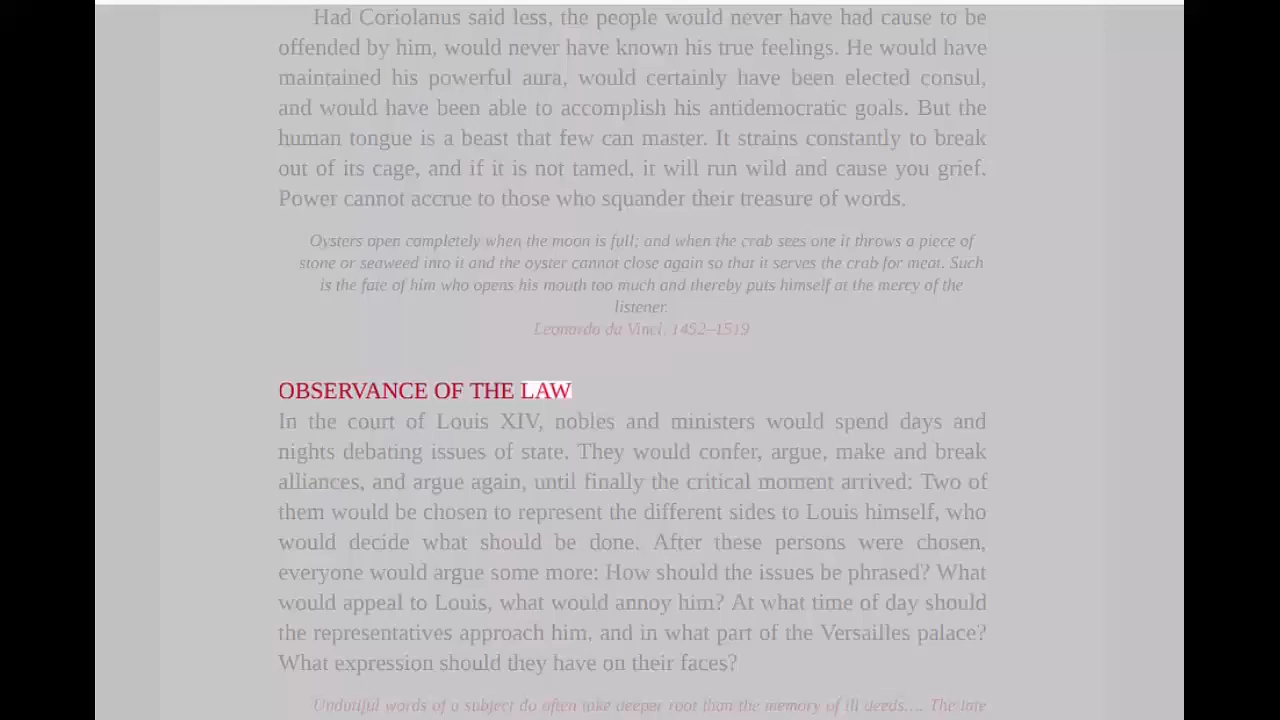 Had Coriolanus said less, the people would never have had cause to be
offended by him, would never have known his true feelings. He would have
maintained his powerful aura, would certainly have been elected consul,
and would have been able to accomplish his antidemocratic goals. But the
human tongue is a beast that few can master. It strains constantly to break
out of its cage, and if it is not tamed, it will run wild and cause you grief.
Power cannot accrue to those who squander their treasure of words.
Oysters open completely when the moon is full; and when the crab sees one it throws a piece of
stone or seaweed into it and the oyster cannot close again so that it serves the crab for meat. Such
is the fate of him who opens his mouth too much and thereby puts himself at the mercy of the
listener.
Leonardo da Vinci, 1452–1519
OBSERVANCE OF THE LAW
In the court of Louis XIV, nobles and ministers would spend days and
nights debating issues of state. They would confer, argue, make and break
alliances, and argue again, until finally the critical moment arrived: Two of
them would be chosen to represent the different sides to Louis himself, who
would decide what should be done. After these persons were chosen,
everyone would argue some more: How should the issues be phrased? What
would appeal to Louis, what would annoy him? At what time of day should
the representatives approach him, and in what part of the Versailles palace?
What expression should they have on their faces?
Undutiful words of a subject do often take deeper root than the memory of ill deeds.... The late